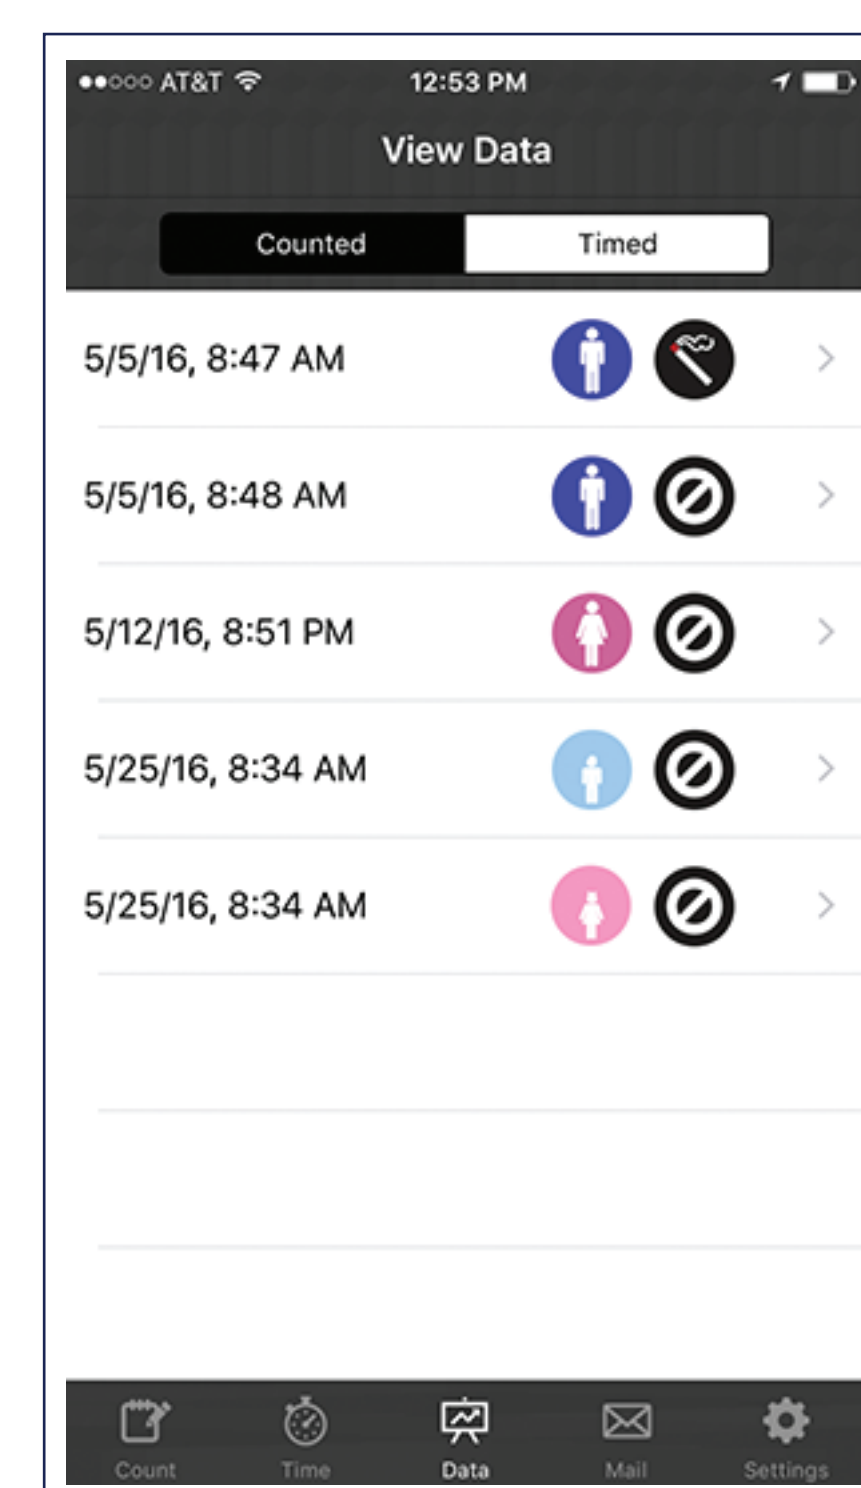 AT&T 12:53 PM
View Data
Counted Timed
5/5/16, 8:47 AM
5/5/16, 8:48 AM
5/12/16, 8:51 PM
5/25/16, 8:34 AM
5/25/16, 8:34 AM
Count Time Data Mail Settings